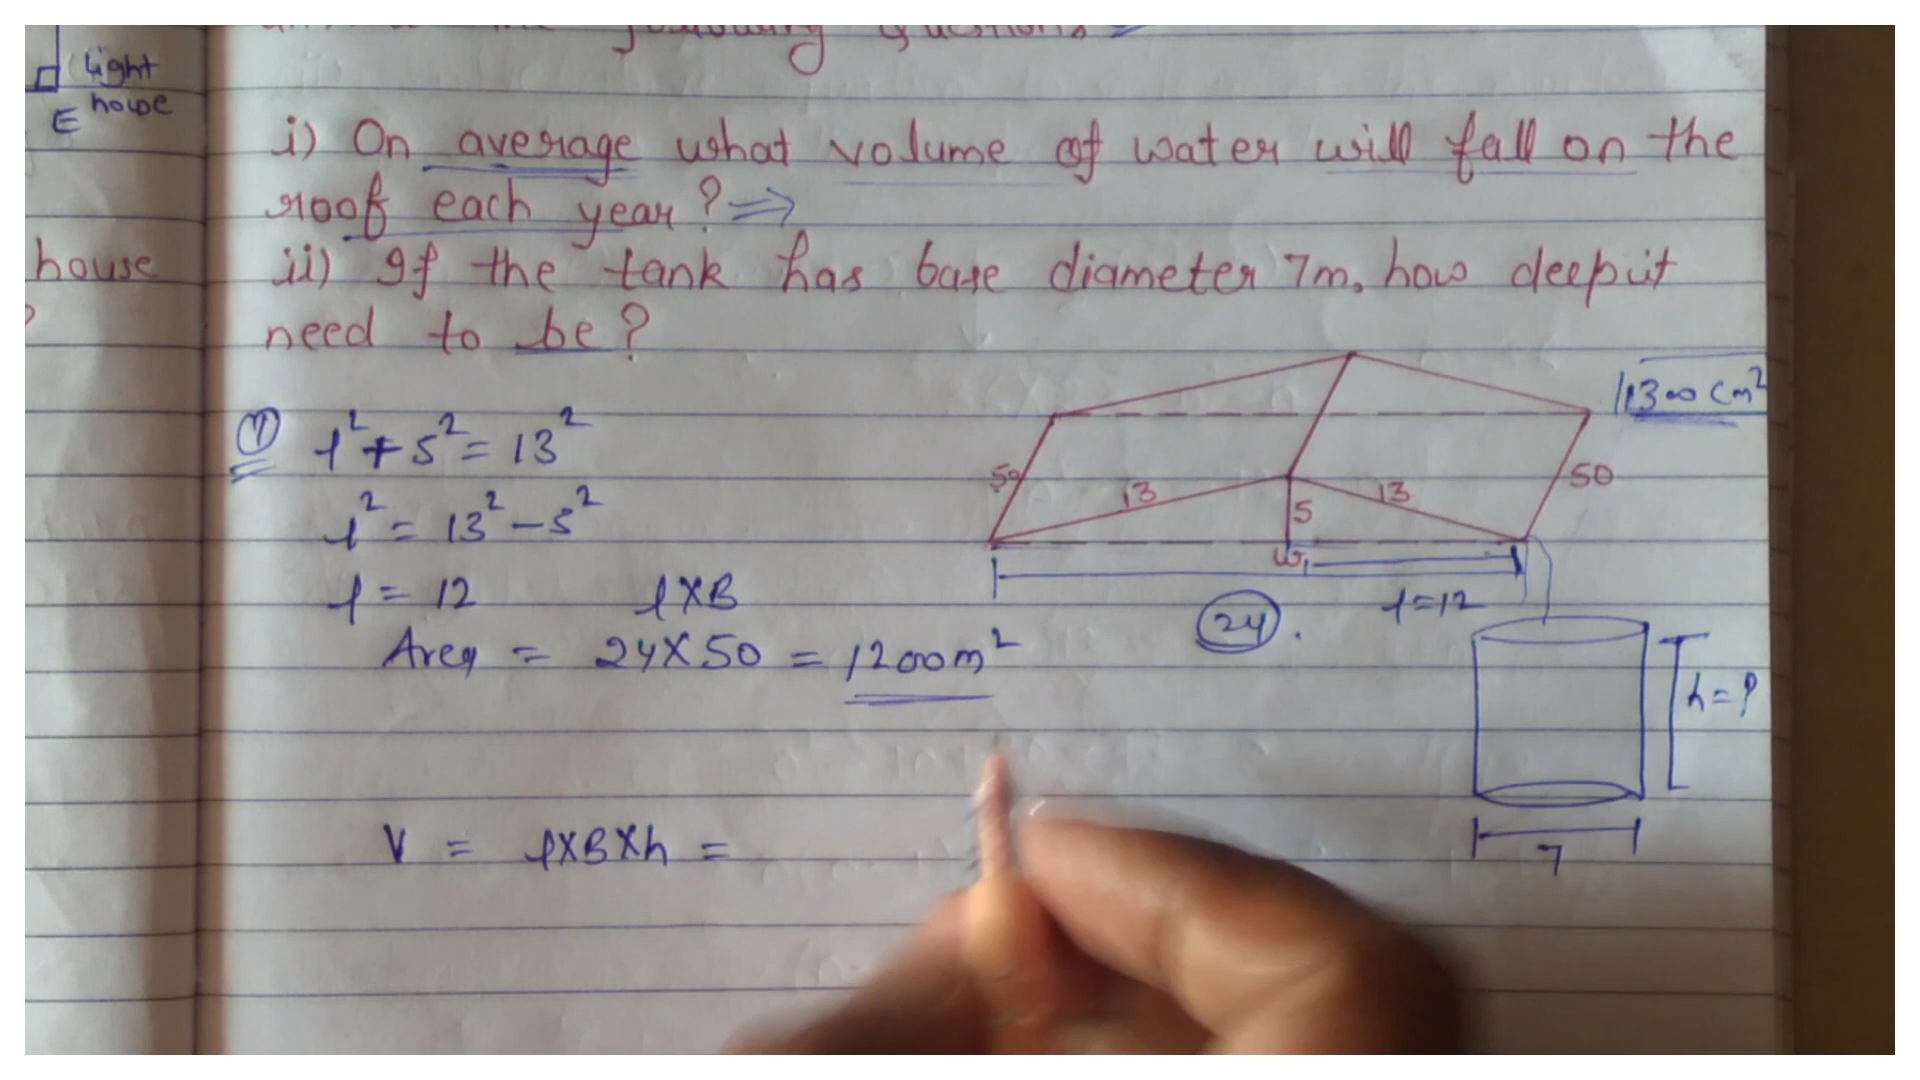 Light
house
E
following questions
i) On average what volume of water will fall on the
roof each year? ⇒
house
ii) If the tank has base diameter 7m, how deep it
?
need to be?
1300 cm²
① l² + 5² = 13²
50 13 13 50
5
l² = 13² - 5²
w
l = 12 l×B
24 l=12
Area = 24×50 = 1200m²
h=?
V = l×B×h =
7